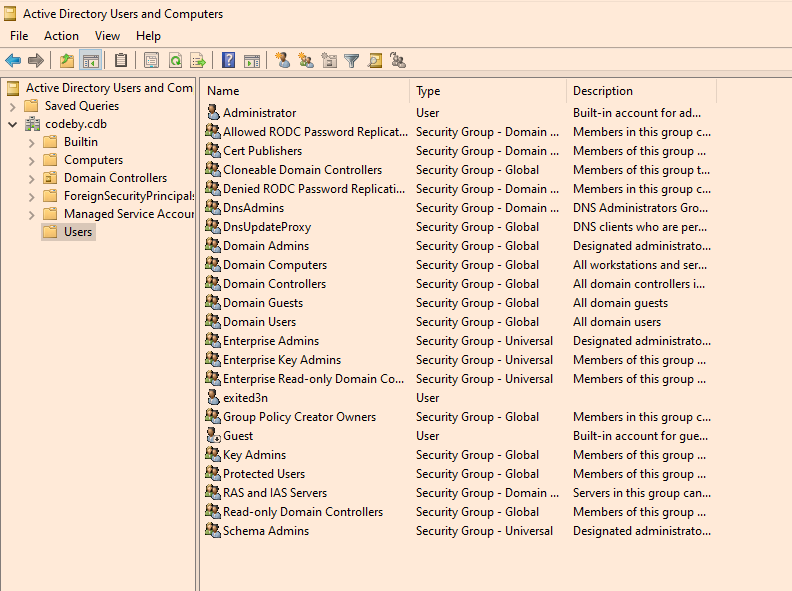 Active Directory Users and Computers
File Action View Help
Active Directory Users and Com
Saved Queries
codeby.cdb
Builtin
Computers
Domain Controllers
ForeignSecurityPrincipals
Managed Service Accour
Users
Name Type Description
Administrator User Built-in account for ad...
Allowed RODC Password Replicat... Security Group - Domain ... Members in this group c...
Cert Publishers Security Group - Domain ... Members of this group ...
Cloneable Domain Controllers Security Group - Global Members of this group t...
Denied RODC Password Replicati... Security Group - Domain ... Members in this group c...
DnsAdmins Security Group - Domain ... DNS Administrators Gro...
DnsUpdateProxy Security Group - Global DNS clients who are per...
Domain Admins Security Group - Global Designated administrato...
Domain Computers Security Group - Global All workstations and ser...
Domain Controllers Security Group - Global All domain controllers i...
Domain Guests Security Group - Global All domain guests
Domain Users Security Group - Global All domain users
Enterprise Admins Security Group - Universal Designated administrato...
Enterprise Key Admins Security Group - Universal Members of this group ...
Enterprise Read-only Domain Co... Security Group - Universal Members of this group ...
exited3n User
Group Policy Creator Owners Security Group - Global Members in this group c...
Guest User Built-in account for gue...
Key Admins Security Group - Global Members of this group ...
Protected Users Security Group - Global Members of this group ...
RAS and IAS Servers Security Group - Domain ... Servers in this group can...
Read-only Domain Controllers Security Group - Global Members of this group ...
Schema Admins Security Group - Universal Designated administrato...